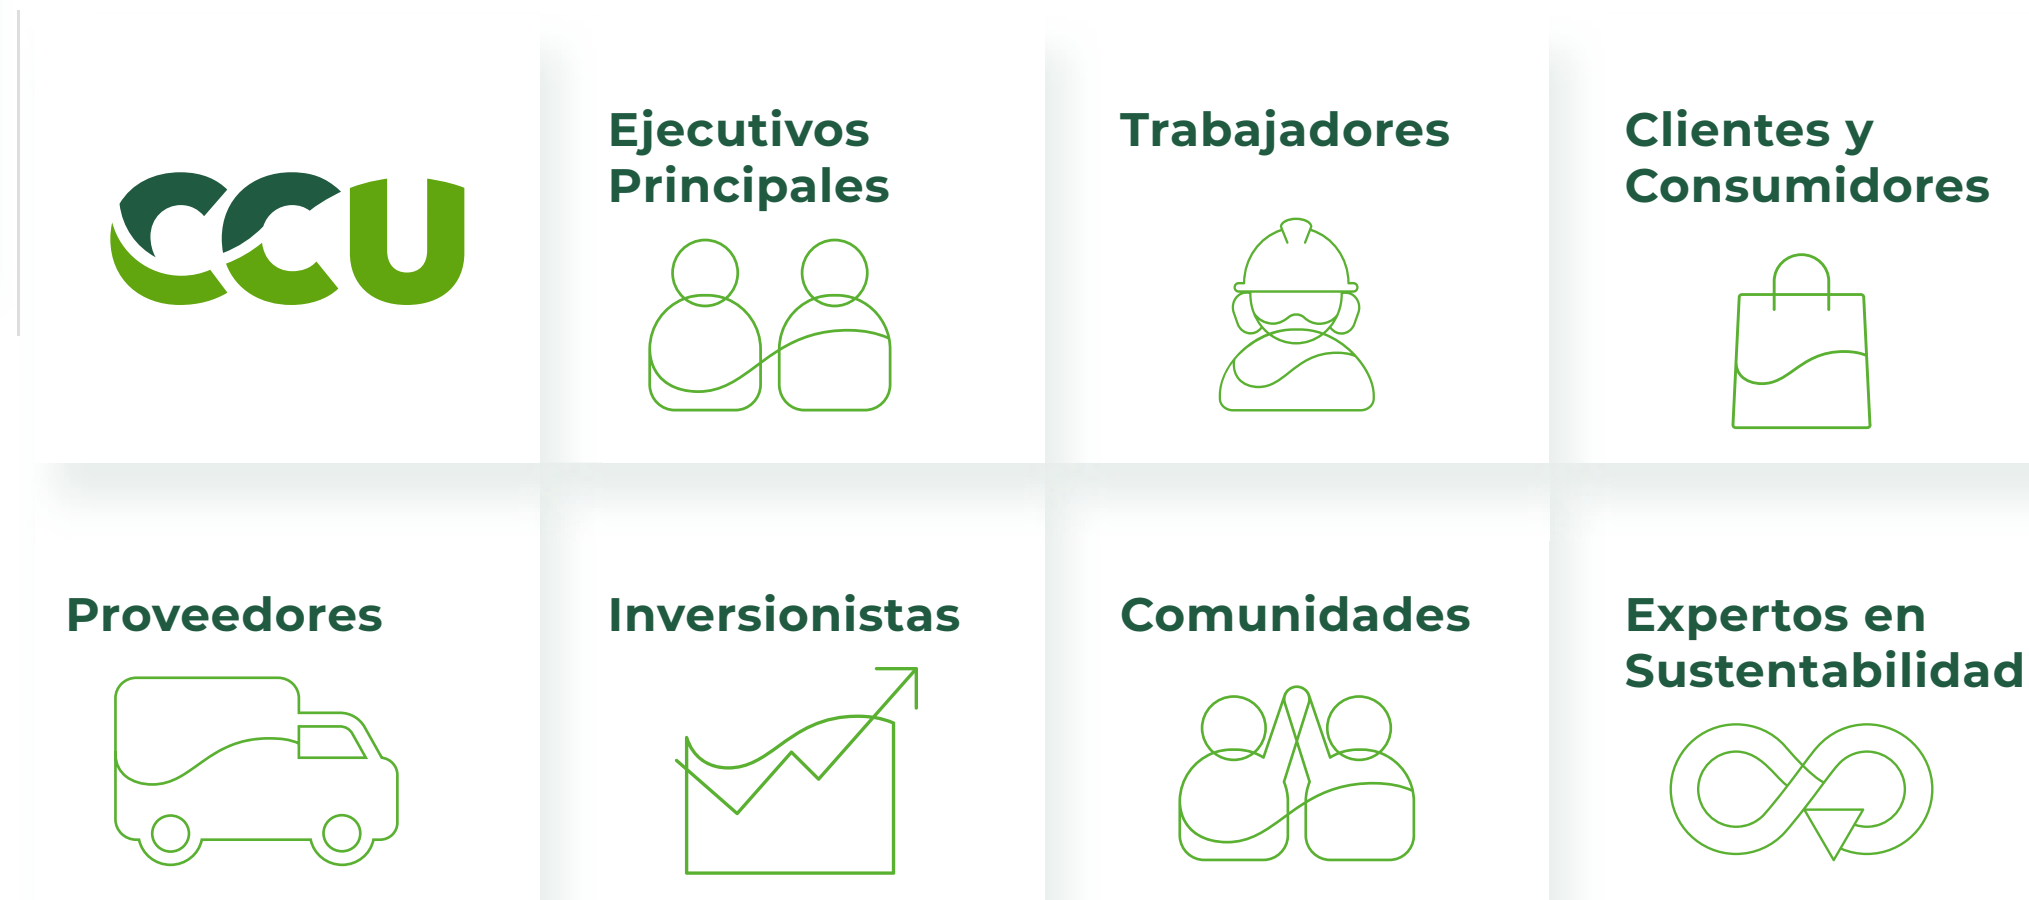 CCU
Ejecutivos
Principales
Trabajadores
Clientes y
Consumidores
Proveedores
Inversionistas
Comunidades
Expertos en
Sustentabilidad